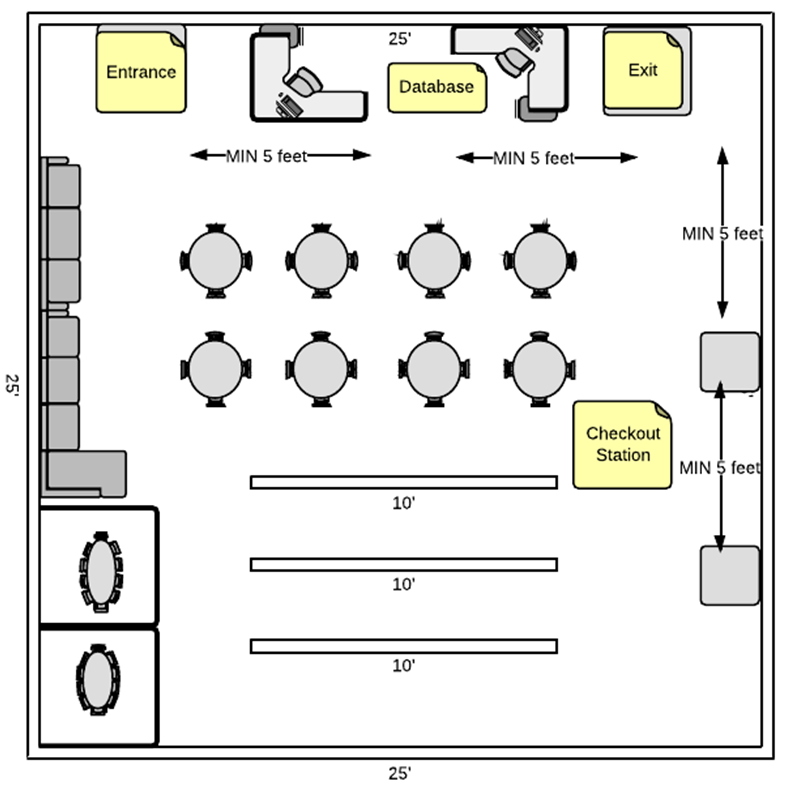 25'
Entrance
Database
Exit
MIN 5 feet
MIN 5 feet
MIN 5 feet
25'
Checkout
Station
MIN 5 feet
10'
10'
10'
25'